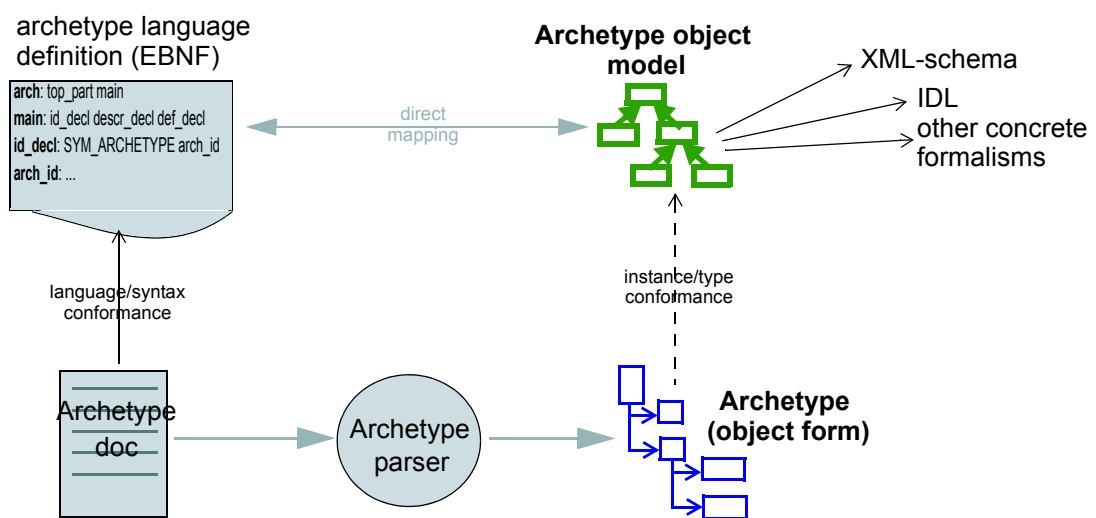 archetype language
definition (EBNF)
arch: top_part main
main: id_decl descr_decl def_decl
id_decl: SYM_ARCHETYPE arch_id
arch_id: ...
direct
mapping
Archetype object
model
XML-schema
IDL
other concrete
formalisms
language/syntax
conformance
instance/type
conformance
Archetype
doc
Archetype
parser
Archetype
(object form)